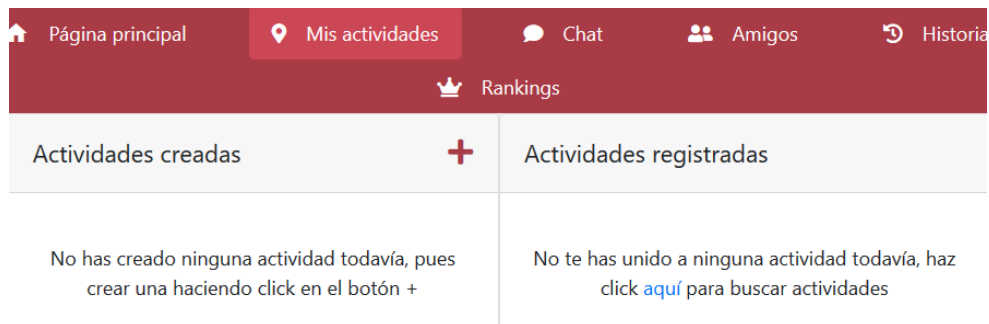 Página principal
Mis actividades
Chat
Amigos
Historia
Rankings
Actividades creadas
+
Actividades registradas
No has creado ninguna actividad todavía, pues
crear una haciendo click en el botón +
No te has unido a ninguna actividad todavía, haz
click aquí para buscar actividades